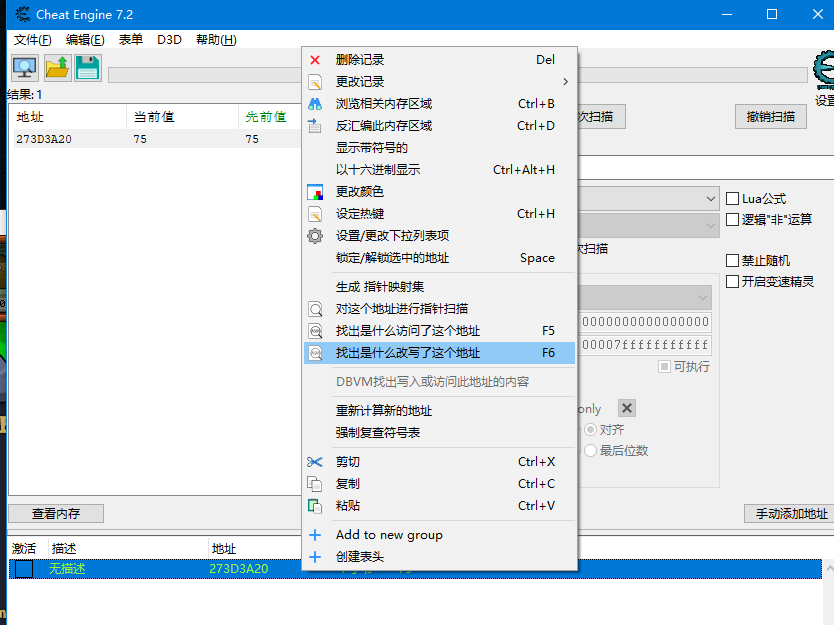 Cheat Engine 7.2
文件(F) 编辑(E) 表单 D3D 帮助(H)
结果: 1
地址 当前值 先前值
273D3A20 75 75
删除记录 Del
更改记录
浏览相关内存区域 Ctrl+B
反汇编此内存区域 Ctrl+D
显示带符号的
以十六进制显示 Ctrl+Alt+H
更改颜色
设定热键 Ctrl+H
设置/更改下拉列表项
锁定/解锁选中的地址 Space
生成 指针映射集
对这个地址进行指针扫描
找出是什么访问了这个地址 F5
找出是什么改写了这个地址 F6
DBVM找出写入或访问此地址的内容
重新计算新的地址
强制复查符号表
剪切 Ctrl+X
复制 Ctrl+C
粘贴 Ctrl+V
Add to new group
创建表头
设置
次扫描 撤销扫描
Lua公式
逻辑"非"运算
次扫描
禁止随机
开启变速精灵
0000000000000000
00007fffffffffff
可执行
only
对齐
最后位数
查看内存 手动添加地址
激活 描述 地址
无描述 273D3A20